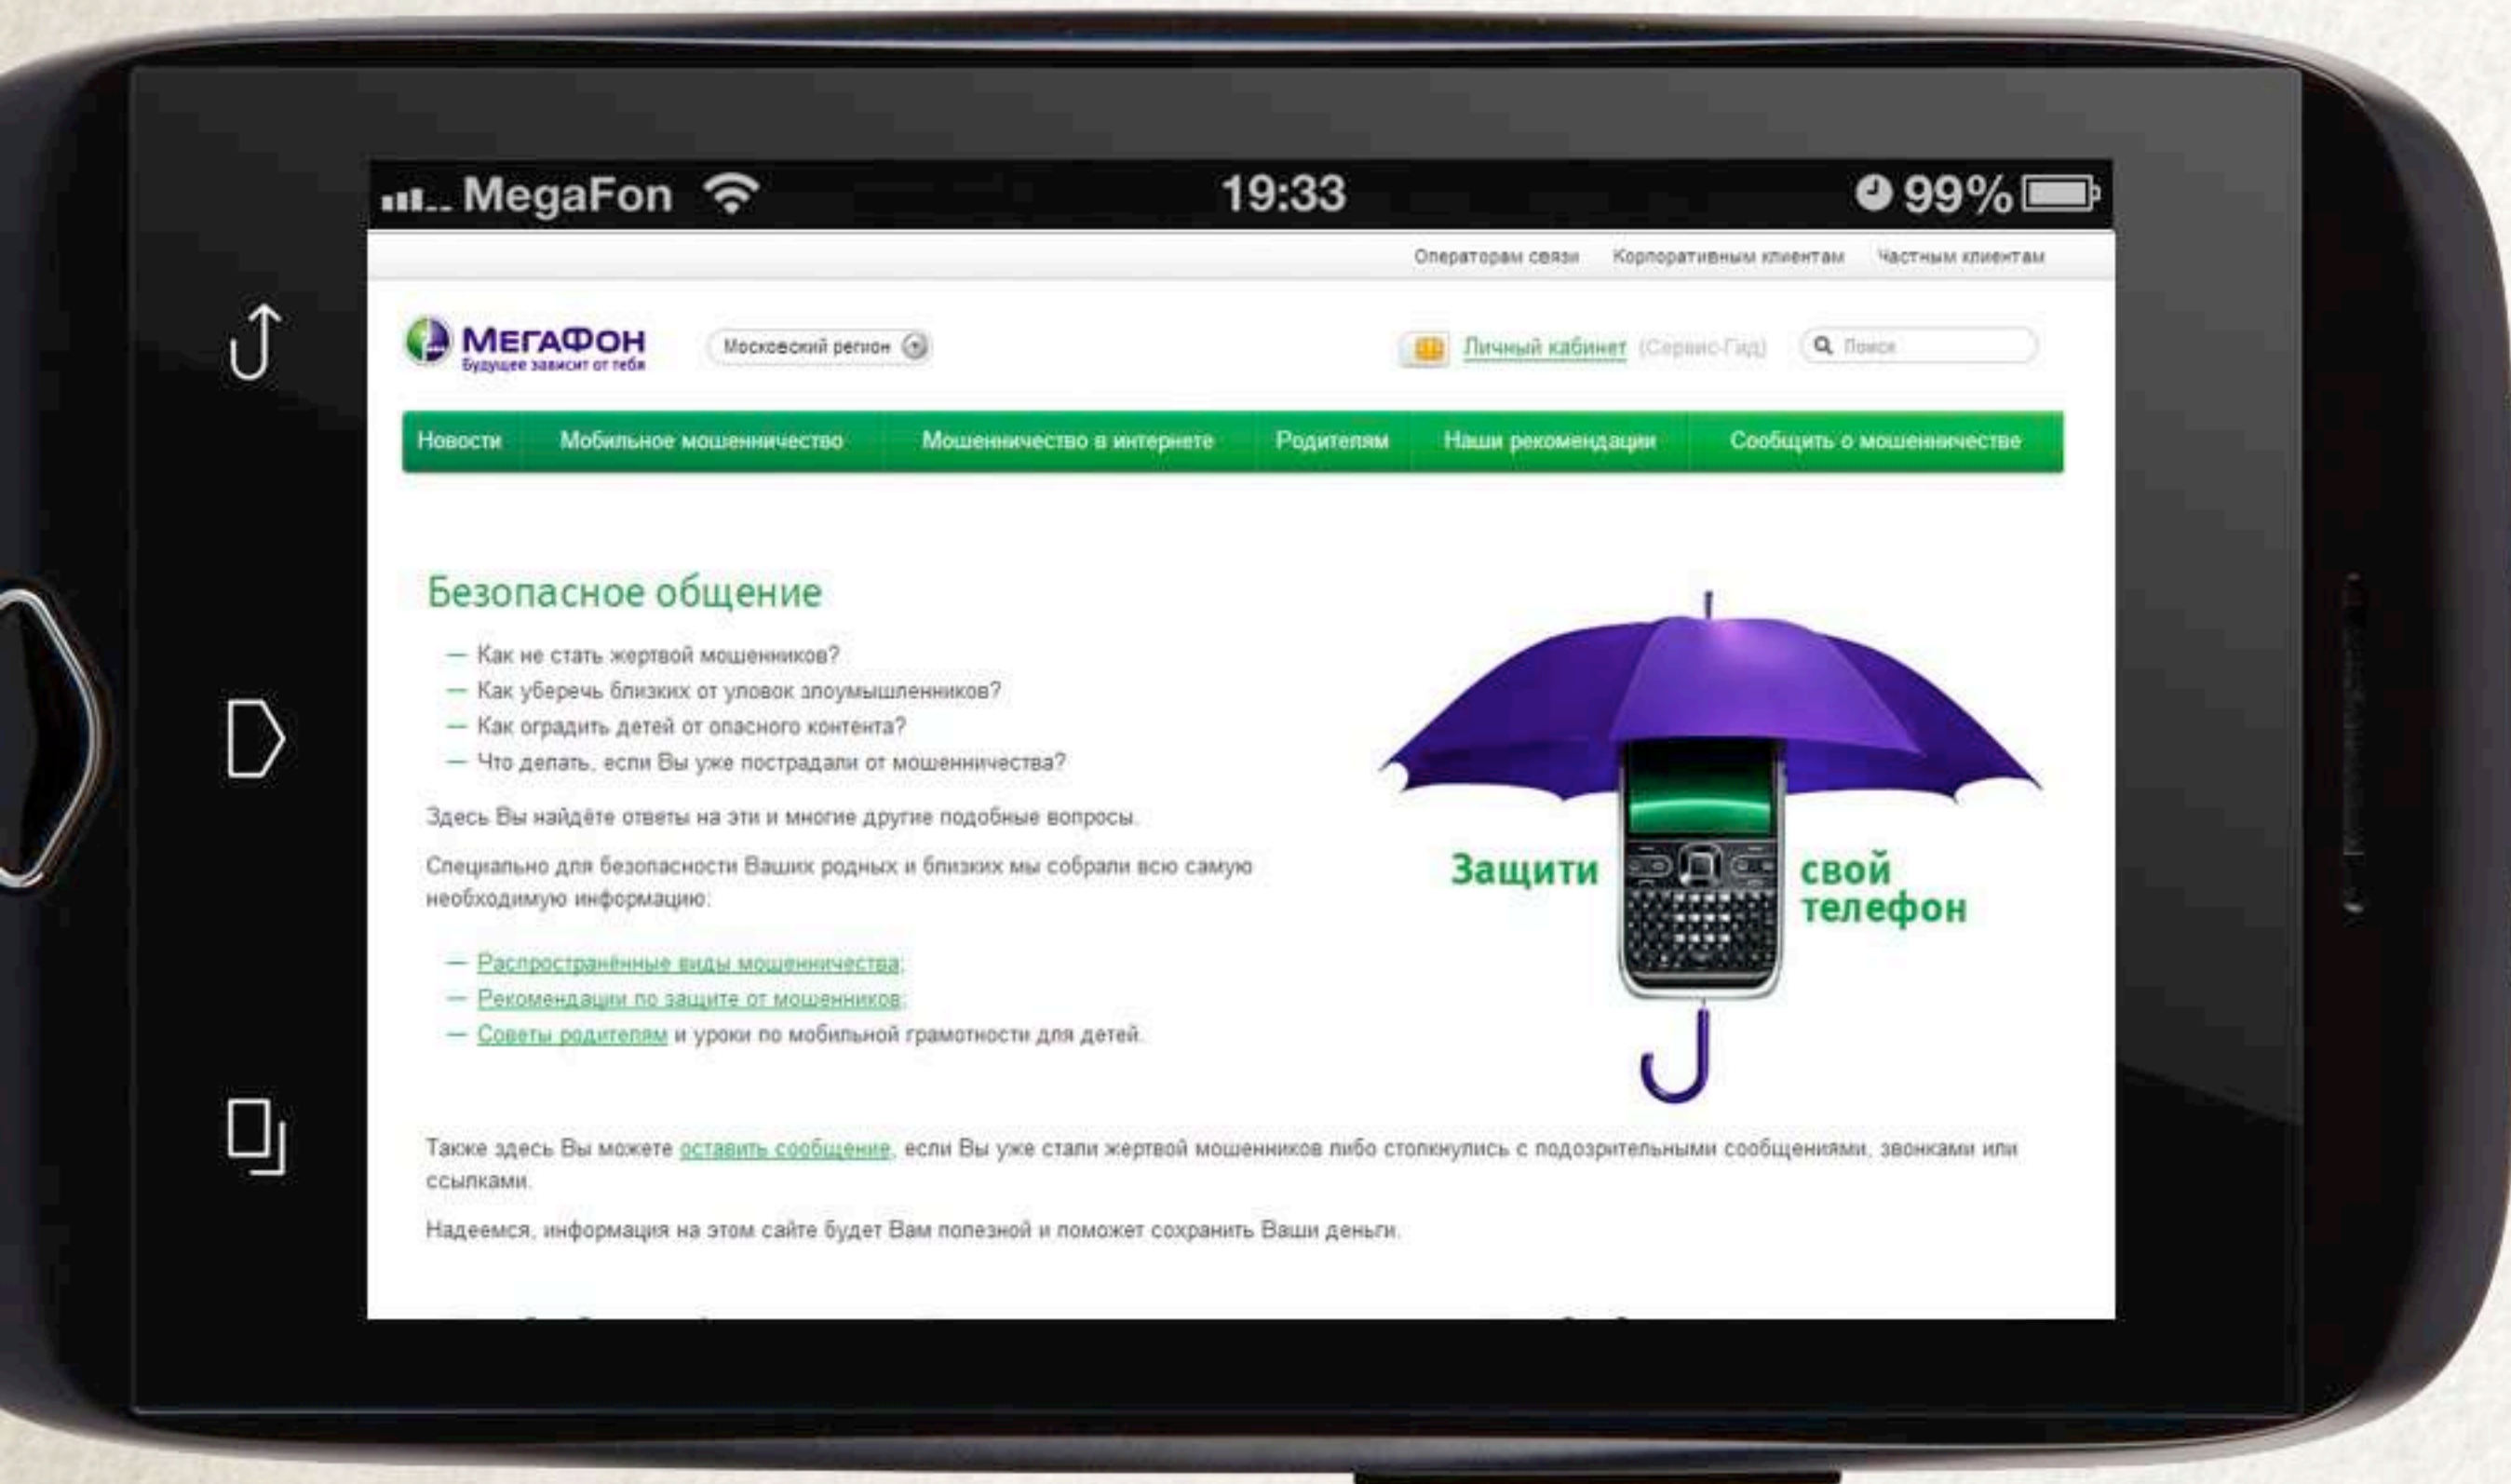 MegaFon 19:33 99%
Операторам связи Корпоративным клиентам Частным клиентам
МЕГАФОН
Будущее зависит от тебя
Московский регион
Личный кабинет (Сервис-Гид) Поиск
Новости Мобильное мошенничество Мошенничество в интернете Родителям Наши рекомендации Сообщить о мошенничестве
Безопасное общение
— Как не стать жертвой мошенников?
— Как уберечь близких от уловок злоумышленников?
— Как оградить детей от опасного контента?
— Что делать, если Вы уже пострадали от мошенничества?
Здесь Вы найдёте ответы на эти и многие другие подобные вопросы.
Специально для безопасности Ваших родных и близких мы собрали всю самую
необходимую информацию:
— Распространённые виды мошенничества;
— Рекомендации по защите от мошенников;
— Советы родителям и уроки по мобильной грамотности для детей.
Защити свой
телефон
Также здесь Вы можете оставить сообщение, если Вы уже стали жертвой мошенников либо столкнулись с подозрительными сообщениями, звонками или
ссылками.
Надеемся, информация на этом сайте будет Вам полезной и поможет сохранить Ваши деньги.